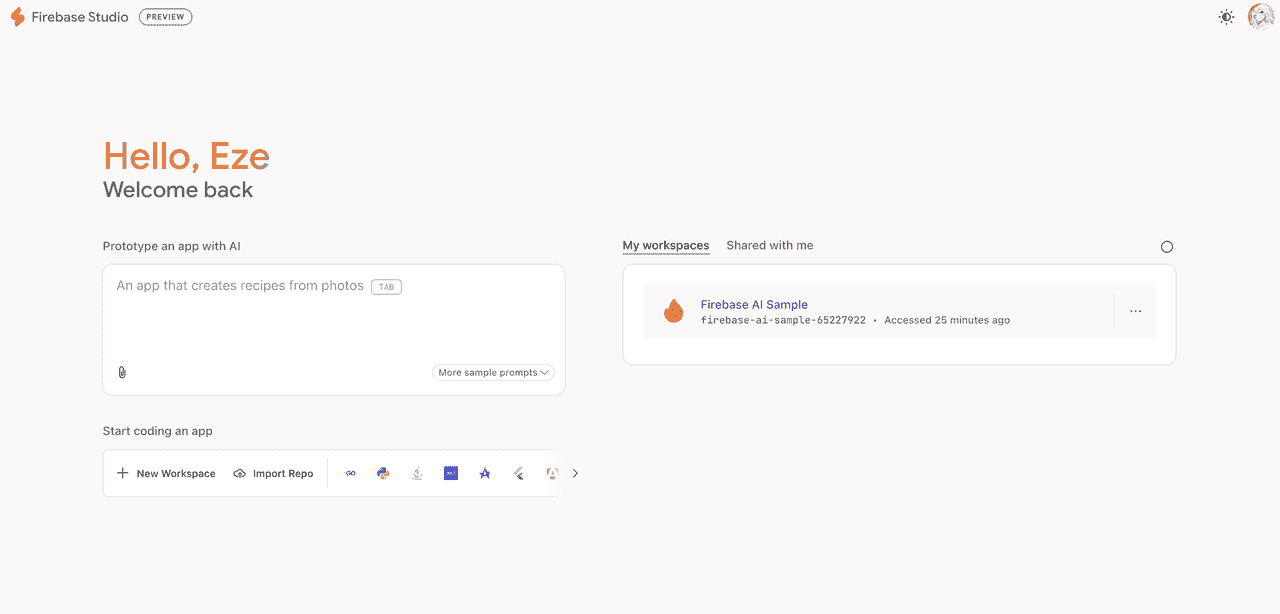 Firebase Studio PREVIEW
Hello, Eze
Welcome back
Prototype an app with AI
An app that creates recipes from photos TAB
More sample prompts
Start coding an app
New Workspace Import Repo GO
My workspaces Shared with me
Firebase AI Sample
firebase-ai-sample-65227922 • Accessed 25 minutes ago